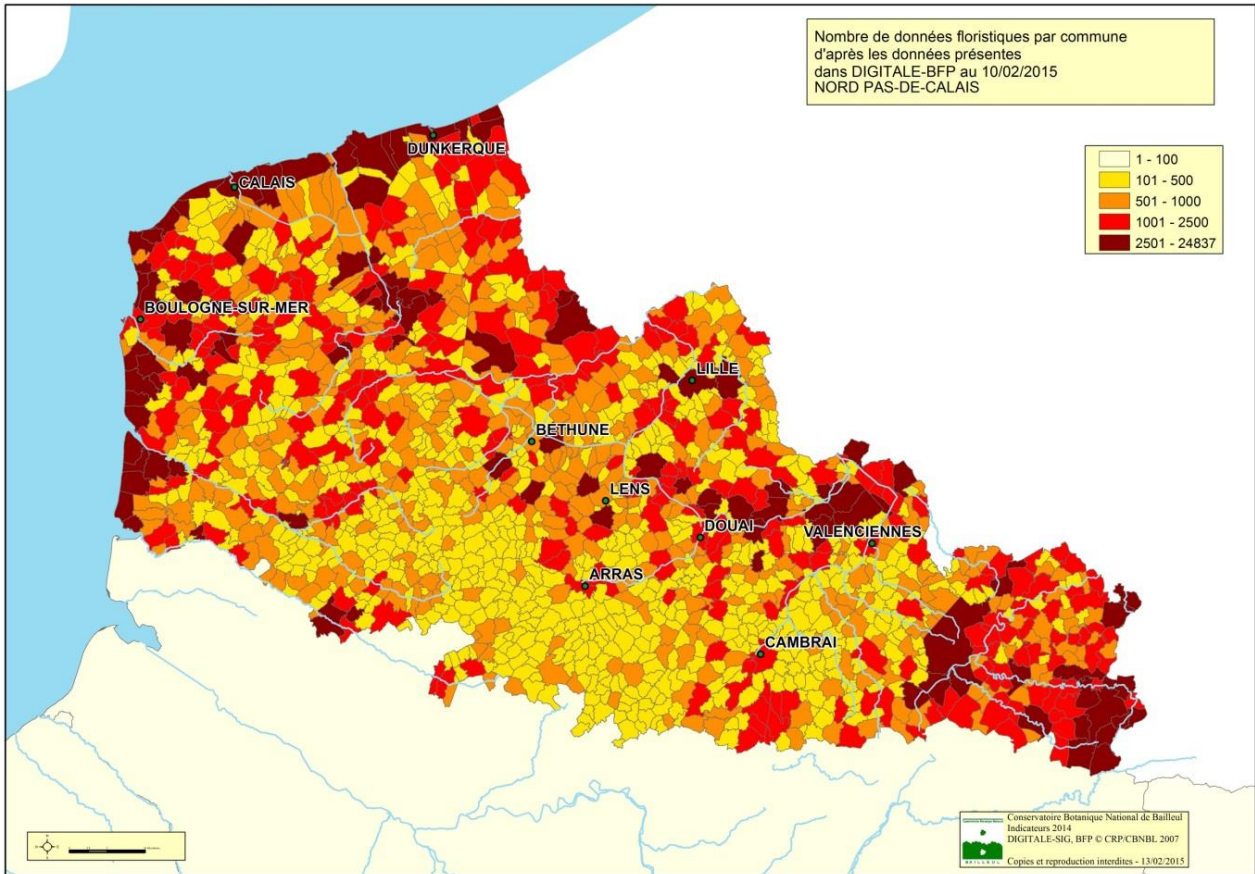 Nombre de données floristiques par commune
d'après les données présentes
dans DIGITALE-BFP au 10/02/2015
NORD PAS-DE-CALAIS
1 - 100
101 - 500
501 - 1000
1001 - 2500
2501 - 24837
DUNKERQUE
CALAIS
BOULOGNE-SUR-MER
LILLE
BÉTHUNE
LENS
DOUAI
VALENCIENNES
ARRAS
CAMBRAI
Conservatoire Botanique National de Bailleul
Indicateurs 2014
DIGITALE-SIG, BFP © CRP/CBNBL 2007
Copies et reproduction interdites - 13/02/2015
BAILLEUL